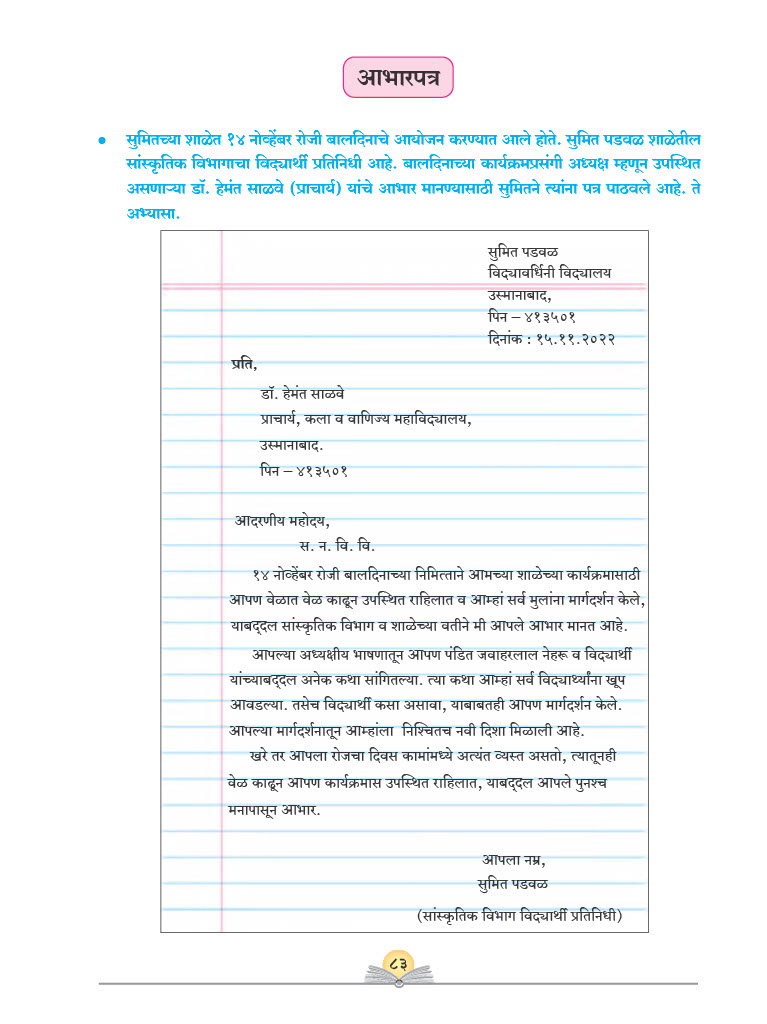 आभारपत्र
• सुमितच्या शाळेत १४ नोव्हेंबर रोजी बालदिनाचे आयोजन करण्यात आले होते. सुमित पडवळ शाळेतील
सांस्कृतिक विभागाचा विद्यार्थी प्रतिनिधी आहे. बालदिनाच्या कार्यक्रमप्रसंगी अध्यक्ष म्हणून उपस्थित
असणाऱ्या डॉ. हेमंत साळवे (प्राचार्य) यांचे आभार मानण्यासाठी सुमितने त्यांना पत्र पाठवले आहे. ते
अभ्यासा.
सुमित पडवळ
विद्यावर्धिनी विद्यालय
उस्मानाबाद,
पिन – ४१३५०१
दिनांक : १५.११.२०२२
प्रति,
डॉ. हेमंत साळवे
प्राचार्य, कला व वाणिज्य महाविद्यालय,
उस्मानाबाद.
पिन – ४१३५०१
आदरणीय महोदय,
स. न. वि. वि.
१४ नोव्हेंबर रोजी बालदिनाच्या निमित्ताने आमच्या शाळेच्या कार्यक्रमासाठी
आपण वेळात वेळ काढून उपस्थित राहिलात व आम्हां सर्व मुलांना मार्गदर्शन केले,
याबद्दल सांस्कृतिक विभाग व शाळेच्या वतीने मी आपले आभार मानत आहे.
आपल्या अध्यक्षीय भाषणातून आपण पंडित जवाहरलाल नेहरू व विद्यार्थी
यांच्याबद्दल अनेक कथा सांगितल्या. त्या कथा आम्हां सर्व विद्यार्थ्यांना खूप
आवडल्या. तसेच विद्यार्थी कसा असावा, याबाबतही आपण मार्गदर्शन केले.
आपल्या मार्गदर्शनातून आम्हांला निश्चितच नवी दिशा मिळाली आहे.
खरे तर आपला रोजचा दिवस कामांमध्ये अत्यंत व्यस्त असतो, त्यातूनही
वेळ काढून आपण कार्यक्रमास उपस्थित राहिलात, याबद्दल आपले पुनश्च
मनापासून आभार.
आपला नम्र,
सुमित पडवळ
(सांस्कृतिक विभाग विद्यार्थी प्रतिनिधी)
८३